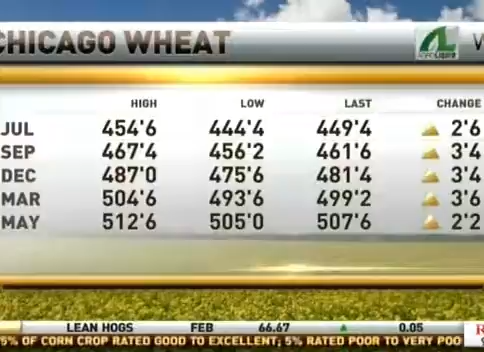 CHICAGO WHEAT
HIGH LOW LAST CHANGE
JUL 454'6 444'4 449'4 2'6
SEP 467'4 456'2 461'6 3'4
DEC 487'0 475'6 481'4 3'4
MAR 504'6 493'6 499'2 3'6
MAY 512'6 505'0 507'6 2'2
LEAN HOGS FEB 66.67 0.05
5% OF CORN CROP RATED GOOD TO EXCELLENT; 5% RATED POOR TO VERY POO